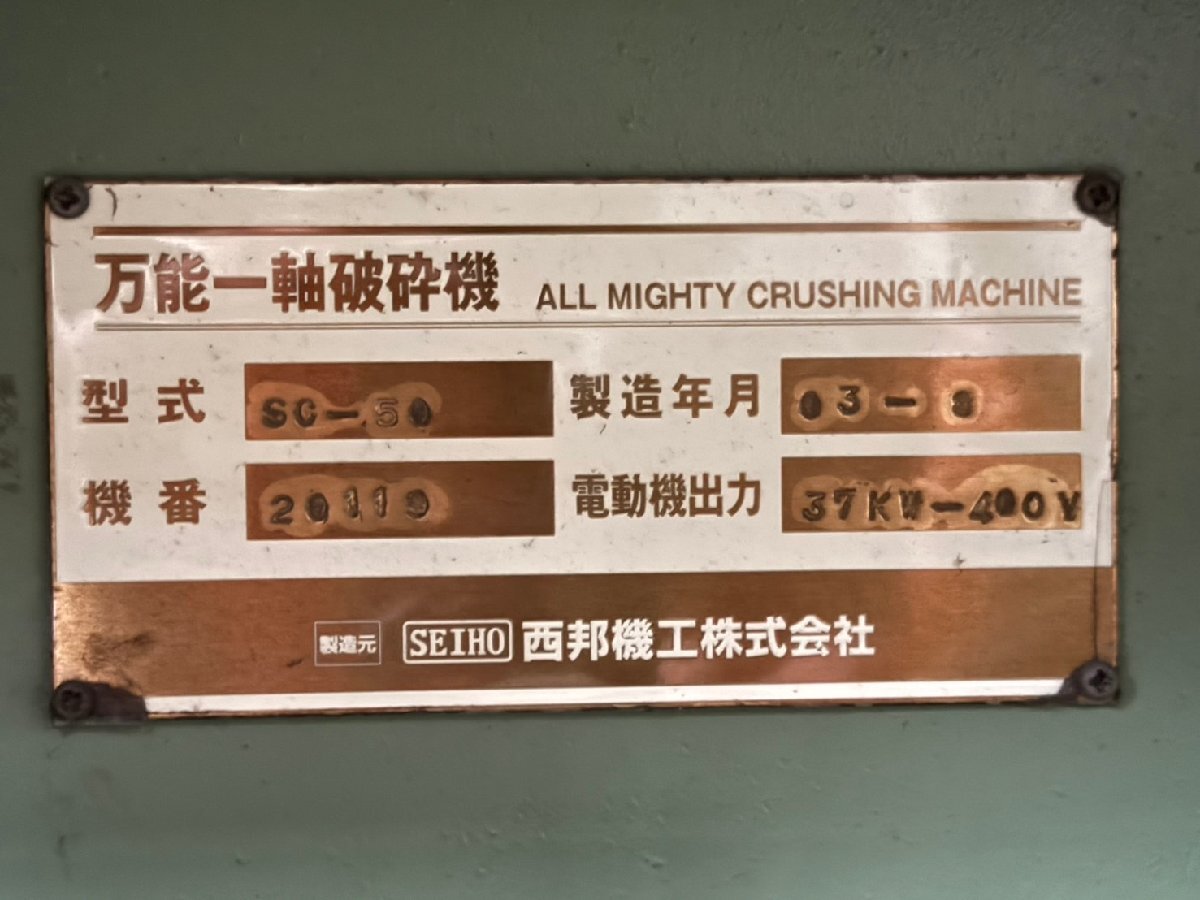 万能一軸破砕機 ALL MIGHTY CRUSHING MACHINE
型式 SC-50 製造年月 03-8
機番 20119 電動機出力 37KW-400V
製造元 SEIHO 西邦機工株式会社